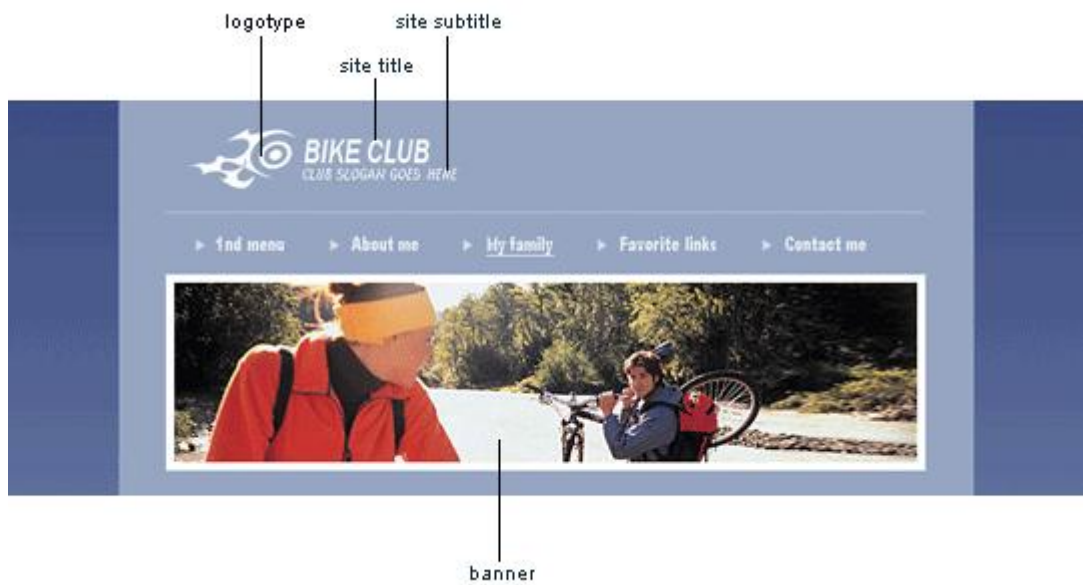 logotype
site subtitle
site title
BIKE CLUB
CLUB SLOGAN GOES HERE
1nd menu
About me
My family
Favorite links
Contact me
banner